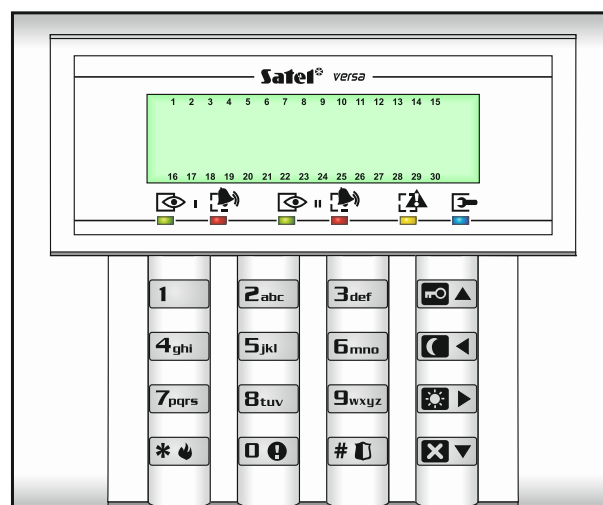 Satel® versa
1 2 3 4 5 6 7 8 9 10 11 12 13 14 15
16 17 18 19 20 21 22 23 24 25 26 27 28 29 30
I II
1 2abc 3def
4ghi 5jkl 6mno
7pqrs 8tuv 9wxyz
* 0 #